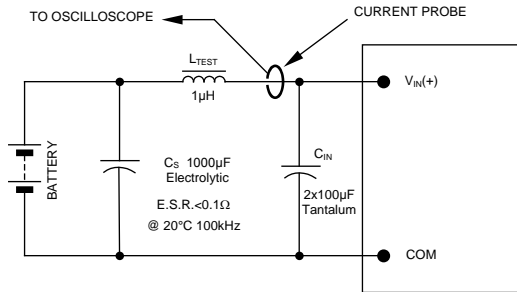 TO OSCILLOSCOPE
CURRENT PROBE
LTEST
1μH
VIN(+)
BATTERY
CS 1000μF
Electrolytic
E.S.R.<0.1Ω
@ 20°C 100kHz
CIN
2x100μF
Tantalum
COM